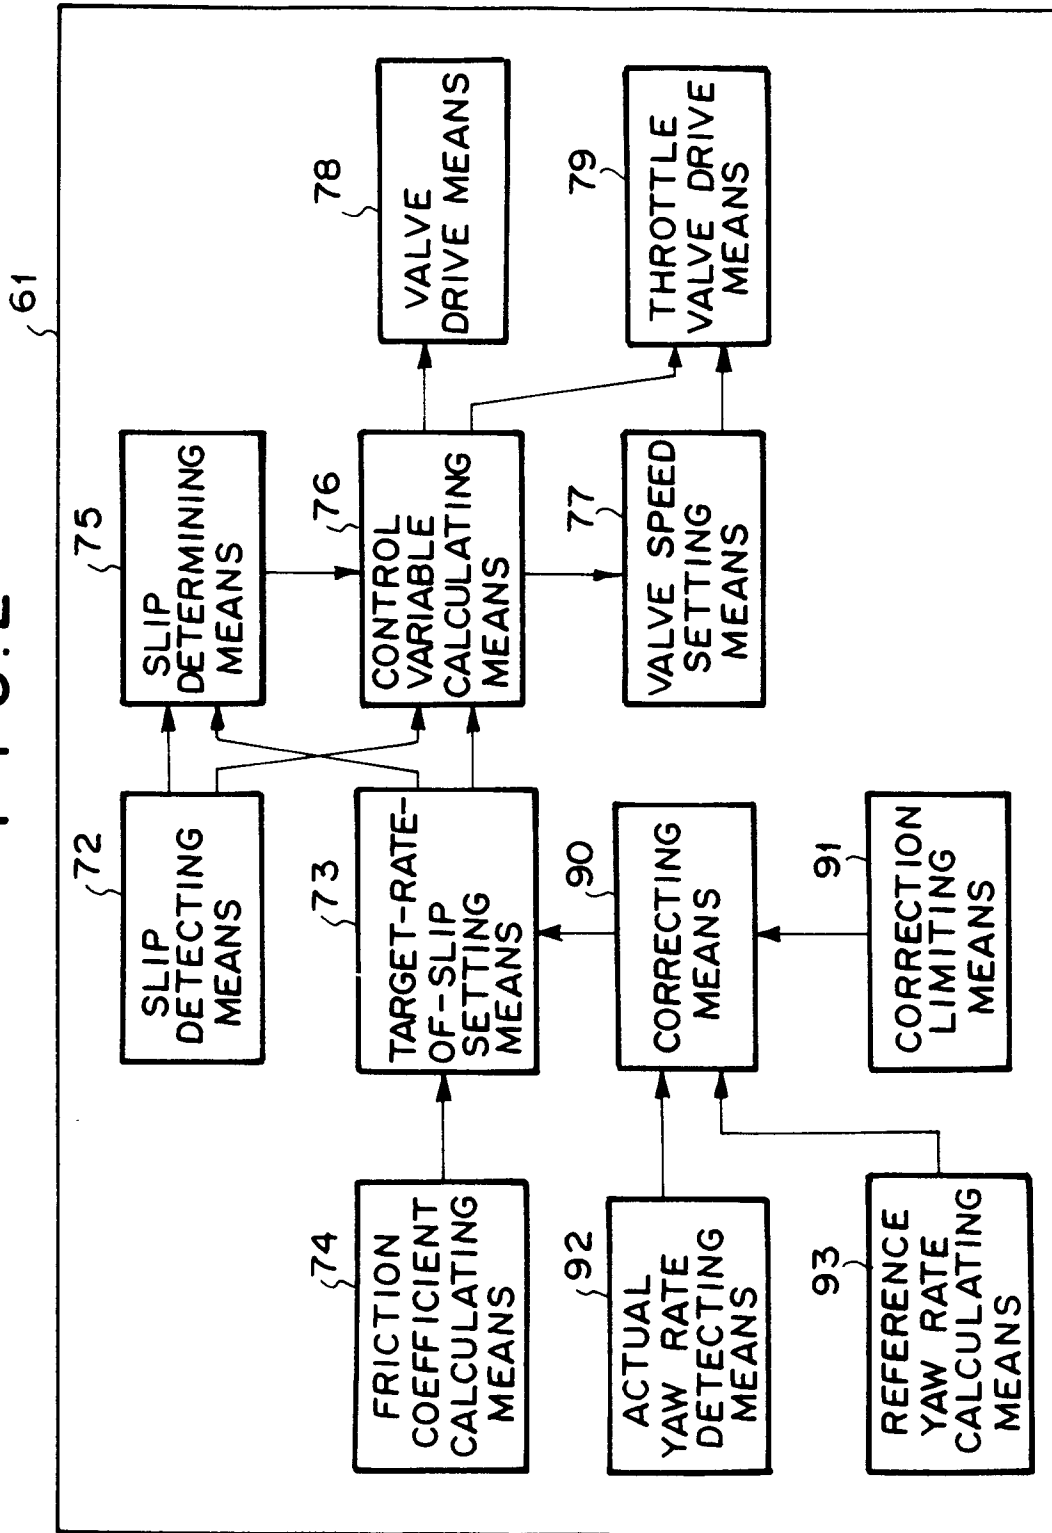 61
72
SLIP
DETECTING
MEANS
75
SLIP
DETERMINING
MEANS
74
FRICTION
COEFFICIENT
CALCULATING
MEANS
73
TARGET-RATE-
OF-SLIP
SETTING
MEANS
76
CONTROL
VARIABLE
CALCULATING
MEANS
78
VALVE
DRIVE MEANS
92
ACTUAL
YAW RATE
DETECTING
MEANS
90
CORRECTING
MEANS
77
VALVE SPEED
SETTING
MEANS
79
THROTTLE
VALVE DRIVE
MEANS
93
REFERENCE
YAW RATE
CALCULATING
MEANS
91
CORRECTION
LIMITING
MEANS